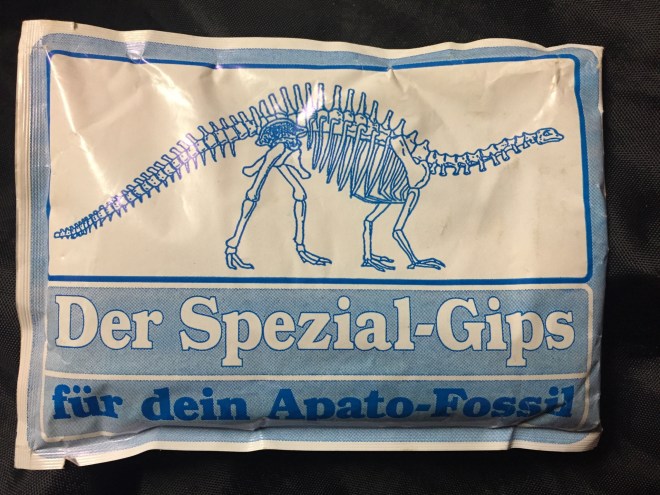 Der Spezial-Gips
für dein Apato-Fossil